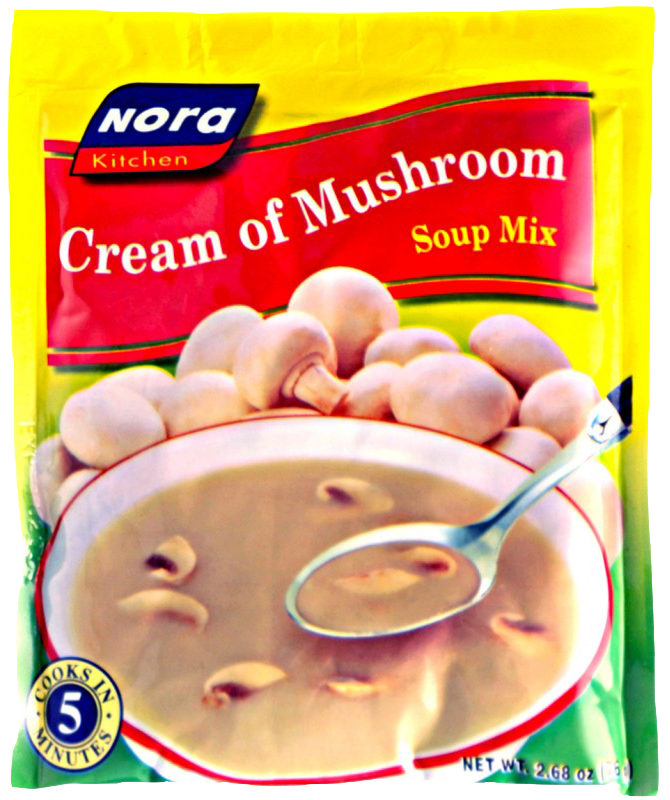 Nora
Kitchen
Cream of Mushroom
Soup Mix
COOKS IN
5
MINUTES
NET WT. 2.68 oz